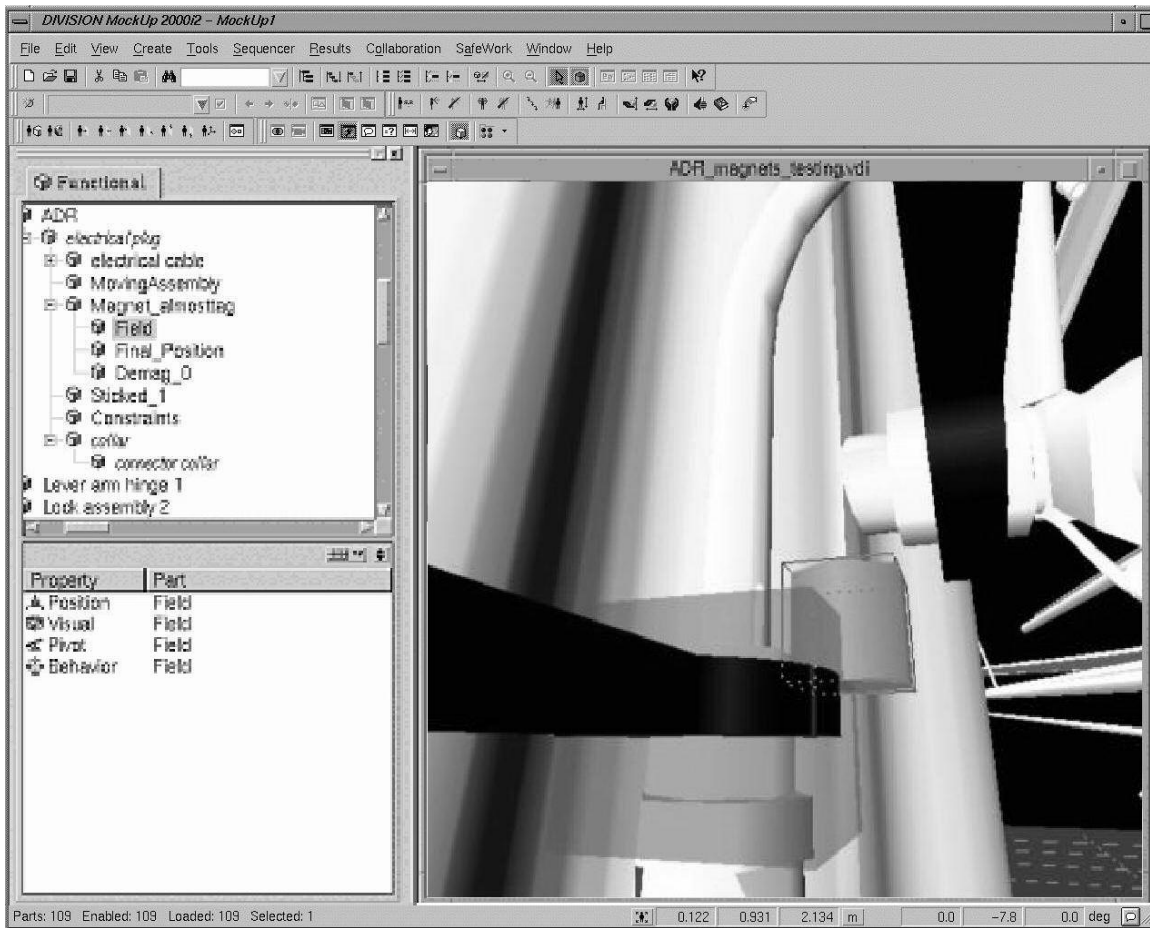 DIVISION MockUp 2000i2 – MockUp1
File Edit View Create Tools Sequencer Results Collaboration SafeWork Window Help
Functional
ADR_magnets_testing.vdi
ADR
electrical plug
electrical cable
MovingAssembly
Magnet_almosttag
Field
Final_Position
Demag_0
Sticked_1
Constraints
collar
connector collar
Lever arm hinge 1
Lock assembly 2
Property Part
Position Field
Visual Field
Pivot Field
Behavior Field
Parts: 109 Enabled: 109 Loaded: 109 Selected: 1 0.122 0.931 2.134 m 0.0 −7.8 0.0 deg